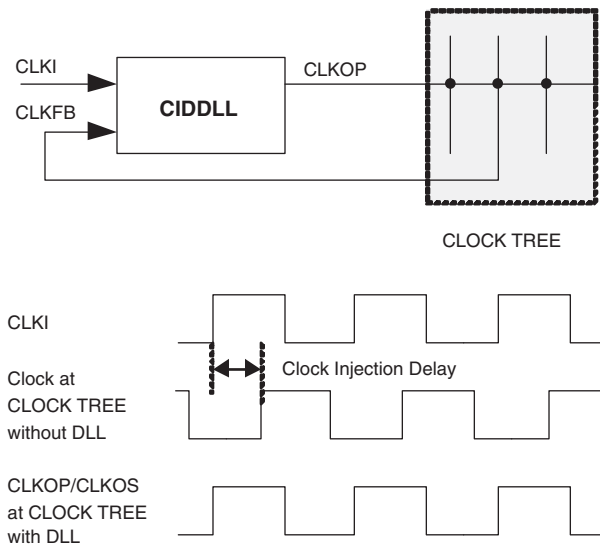 CLKI
CLKOP
CLKFB
CIDDLL
CLOCK TREE
CLKI
Clock Injection Delay
Clock at
CLOCK TREE
without DLL
CLKOP/CLKOS
at CLOCK TREE
with DLL